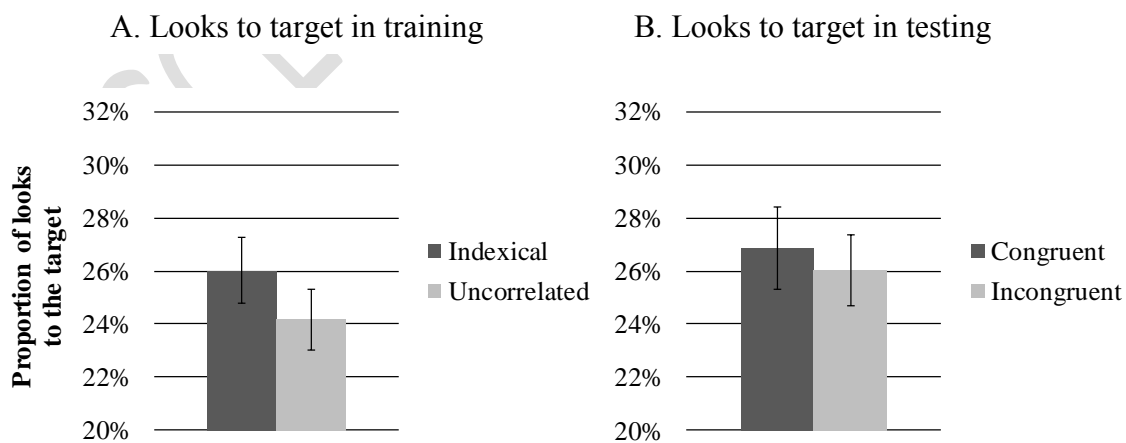 A. Looks to target in training
B. Looks to target in testing
Proportion of looks
to the target
32%
30%
28%
26%
24%
22%
20%
Indexical
Uncorrelated
32%
30%
28%
26%
24%
22%
20%
Congruent
Incongruent